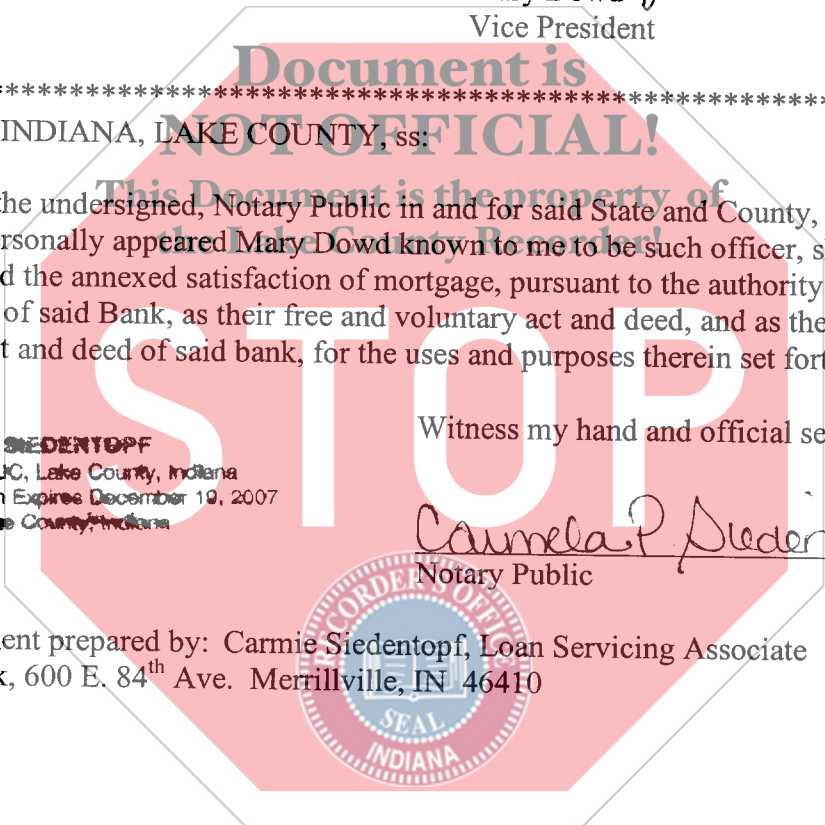 Vice President
Document is
************************************************************
INDIANA, LAKE COUNTY, ss:
NOT OFFICIAL!
This Document is the property of
the undersigned, Notary Public in and for said State and County,
the Lake County Recorder!
rsonally appeared Mary Dowd known to me to be such officer, s
d the annexed satisfaction of mortgage, pursuant to the authority
of said Bank, as their free and voluntary act and deed, and as the
t and deed of said bank, for the uses and purposes therein set fort
STOP
Witness my hand and official se
SIEDENTOPF
IC, Lake County, Indiana
n Expires December 19, 2007
e County, Indiana
Carmela P. Sieden
Notary Public
RECORDER'S OFFICE
SEAL
INDIANA
ent prepared by: Carmie Siedentopf, Loan Servicing Associate
k, 600 E. 84th Ave. Merrillville, IN 46410